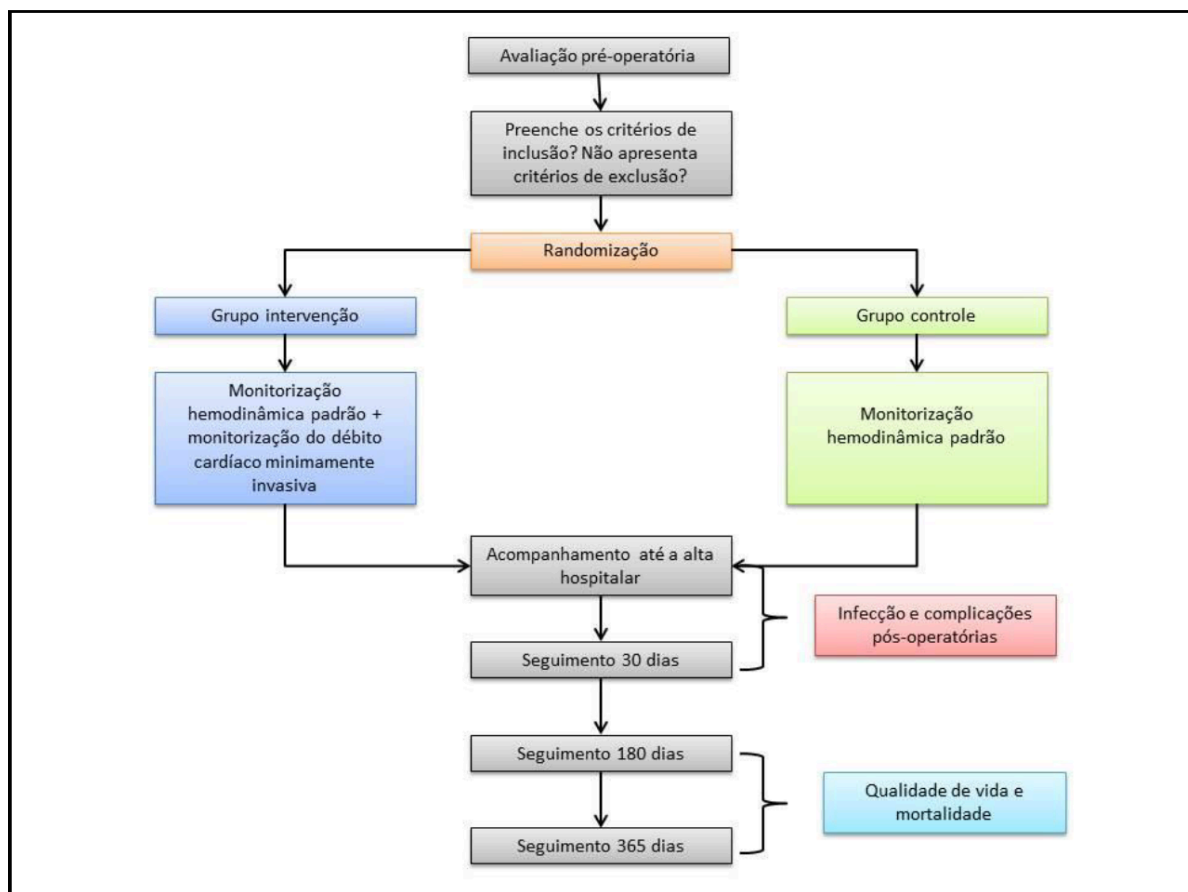 Avaliação pré-operatória
Preenche os critérios de
inclusão? Não apresenta
critérios de exclusão?
Randomização
Grupo intervenção
Grupo controle
Monitorização
hemodinâmica padrão +
monitorização do débito
cardíaco minimamente
invasiva
Monitorização
hemodinâmica padrão
Acompanhamento até a alta
hospitalar
Infecção e complicações
pós-operatórias
Seguimento 30 dias
Seguimento 180 dias
Qualidade de vida e
mortalidade
Seguimento 365 dias